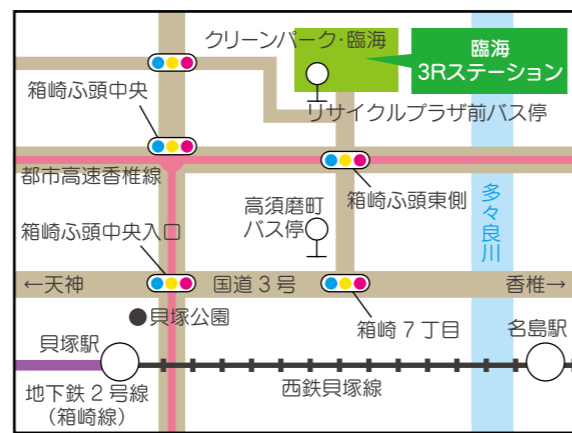 クリーンパーク・臨海
臨海
3Rステーション
箱崎ふ頭中央
リサイクルプラザ前バス停
都市高速香椎線
箱崎ふ頭東側
高須磨町
バス停
多々良川
箱崎ふ頭中央入口
←天神
国道3号
香椎→
●貝塚公園
箱崎7丁目
貝塚駅
名島駅
西鉄貝塚線
地下鉄2号線
（箱崎線）